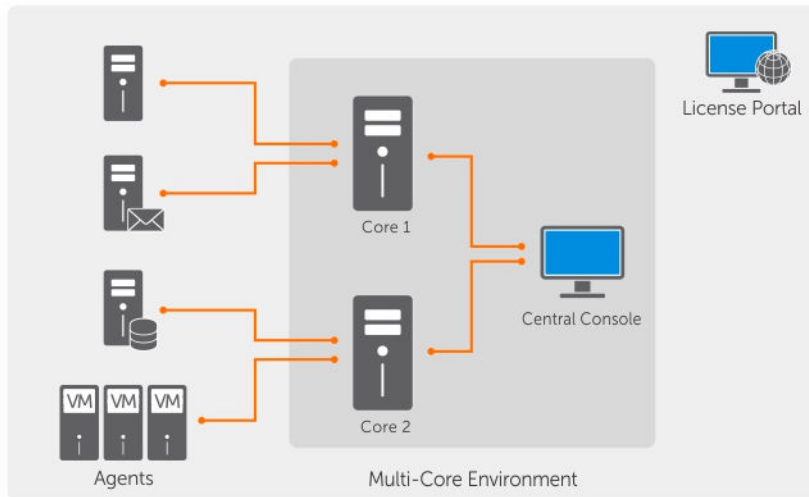 License Portal
Core 1
Central Console
VM VM VM
Core 2
Agents
Multi-Core Environment